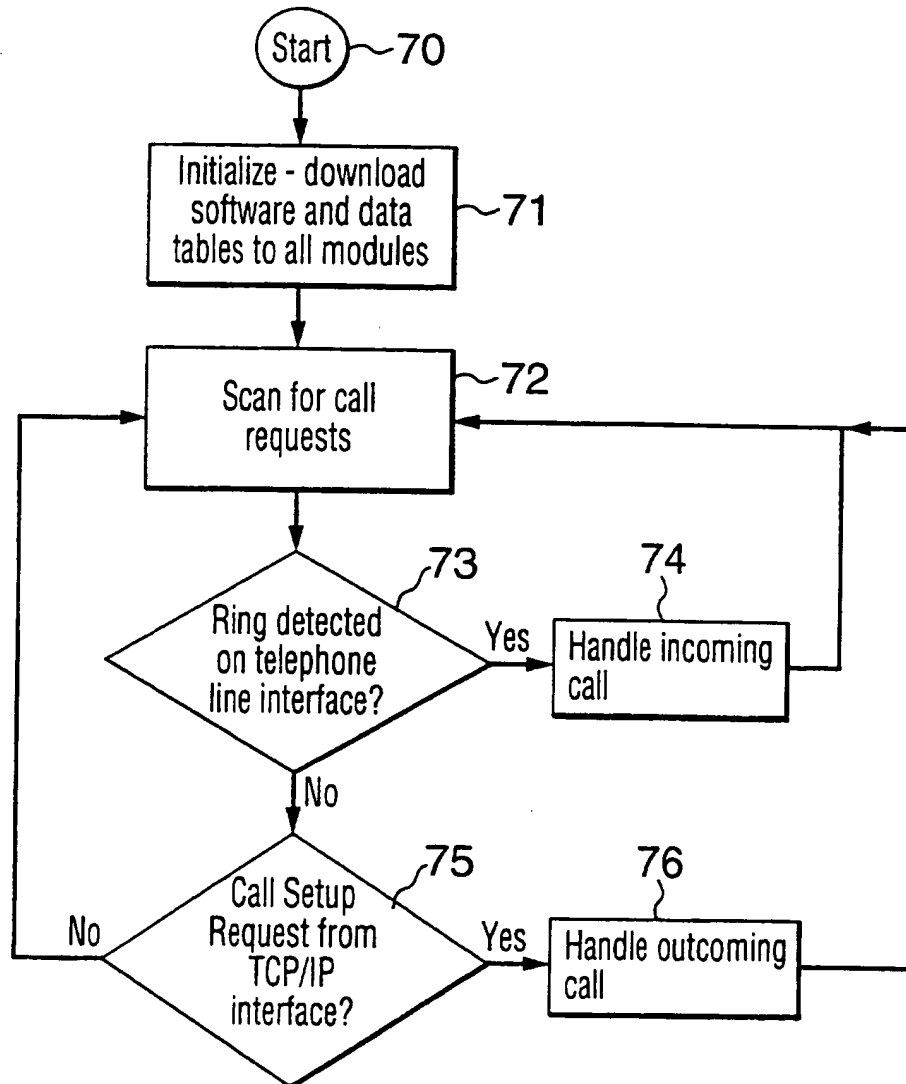 Start
70
Initialize - download
software and data
tables to all modules
71
Scan for call
requests
72
Ring detected
on telephone
line interface?
73
Yes
Handle incoming
call
74
No
Call Setup
Request from
TCP/IP
interface?
75
No
Yes
Handle outcoming
call
76